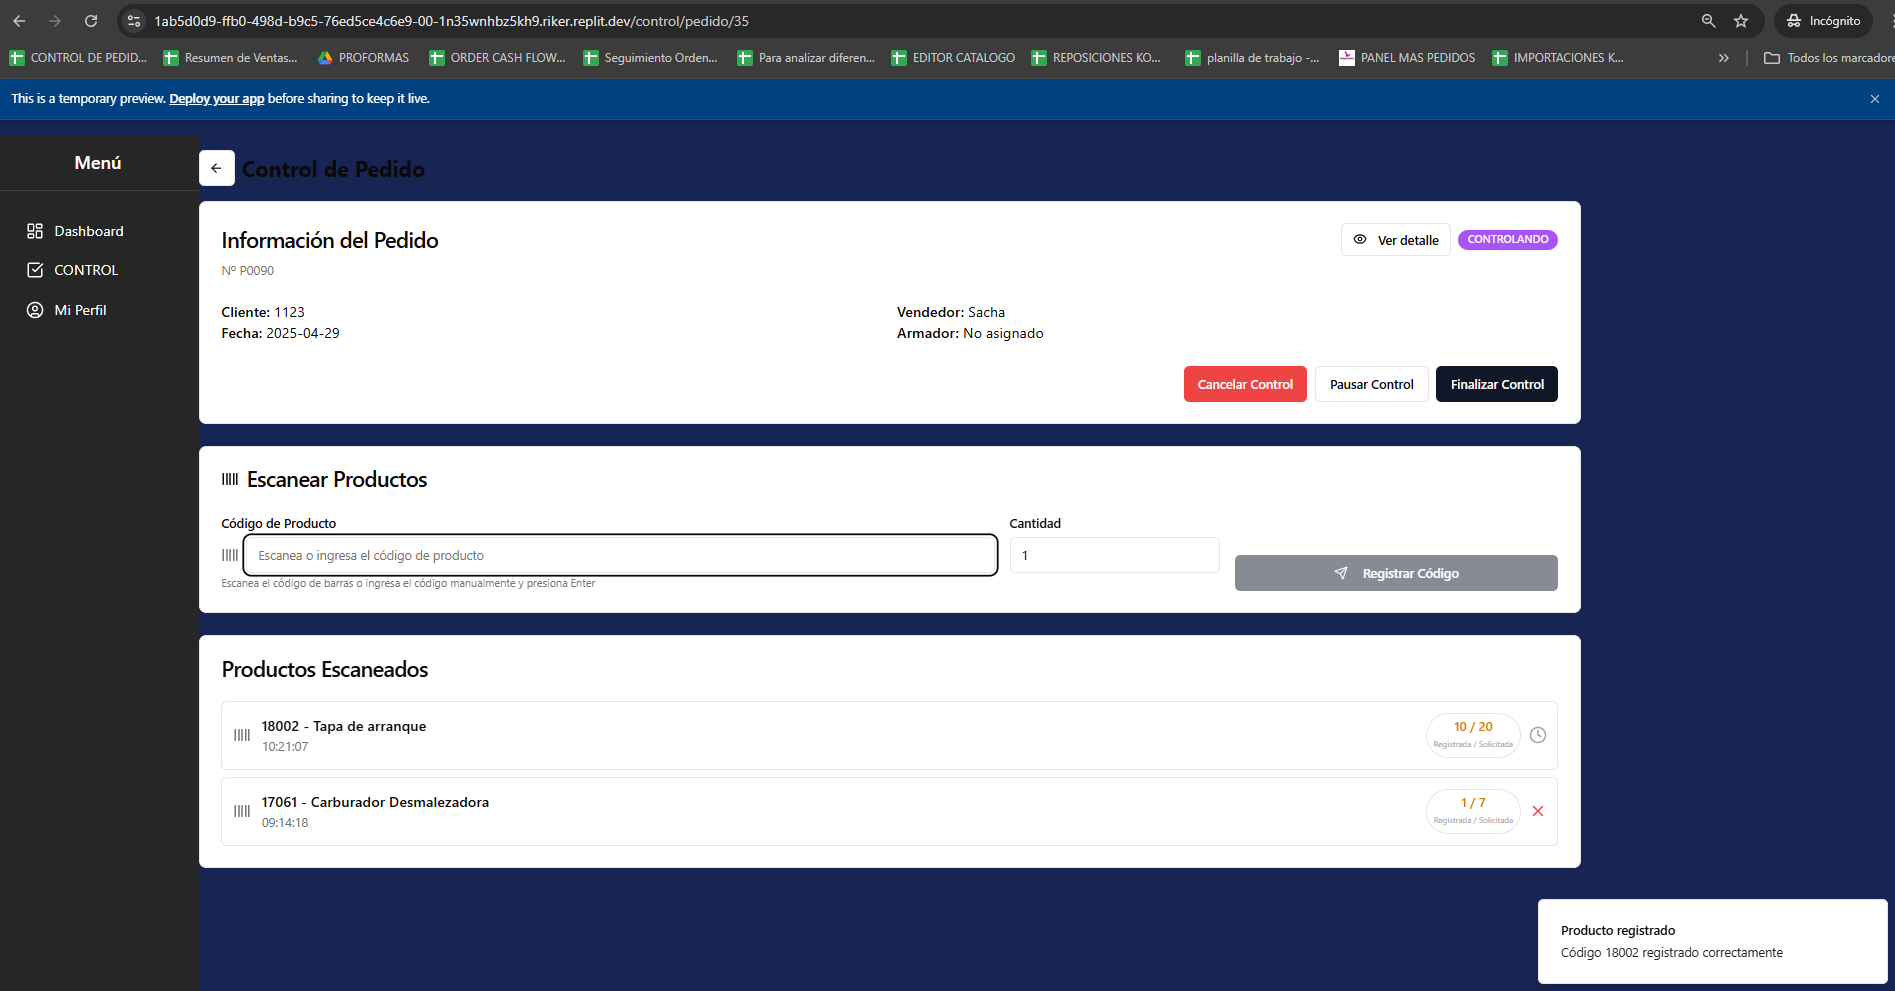 1ab5d0d9-ffb0-498d-b9c5-76ed5ce4c6e9-00-1n35wnhbz5kh9.riker.replit.dev/control/pedido/35
Incógnito
CONTROL DE PEDID...
Resumen de Ventas...
PROFORMAS
ORDER CASH FLOW...
Seguimiento Orden...
Para analizar diferen...
EDITOR CATALOGO
REPOSICIONES KO...
planilla de trabajo -...
PANEL MAS PEDIDOS
IMPORTACIONES K...
Todos los marcadore
This is a temporary preview. Deploy your app before sharing to keep it live.
Menú
Dashboard
CONTROL
Mi Perfil
Control de Pedido
Información del Pedido
Ver detalle
CONTROLANDO
Nº P0090
Cliente: 1123
Vendedor: Sacha
Fecha: 2025-04-29
Armador: No asignado
Cancelar Control
Pausar Control
Finalizar Control
Escanear Productos
Código de Producto
Cantidad
Escanea o ingresa el código de producto
1
Registrar Código
Escanea el código de barras o ingresa el código manualmente y presiona Enter
Productos Escaneados
18002 - Tapa de arranque
10:21:07
10 / 20
Registrada / Solicitada
17061 - Carburador Desmalezadora
09:14:18
1 / 7
Registrada / Solicitada
Producto registrado
Código 18002 registrado correctamente